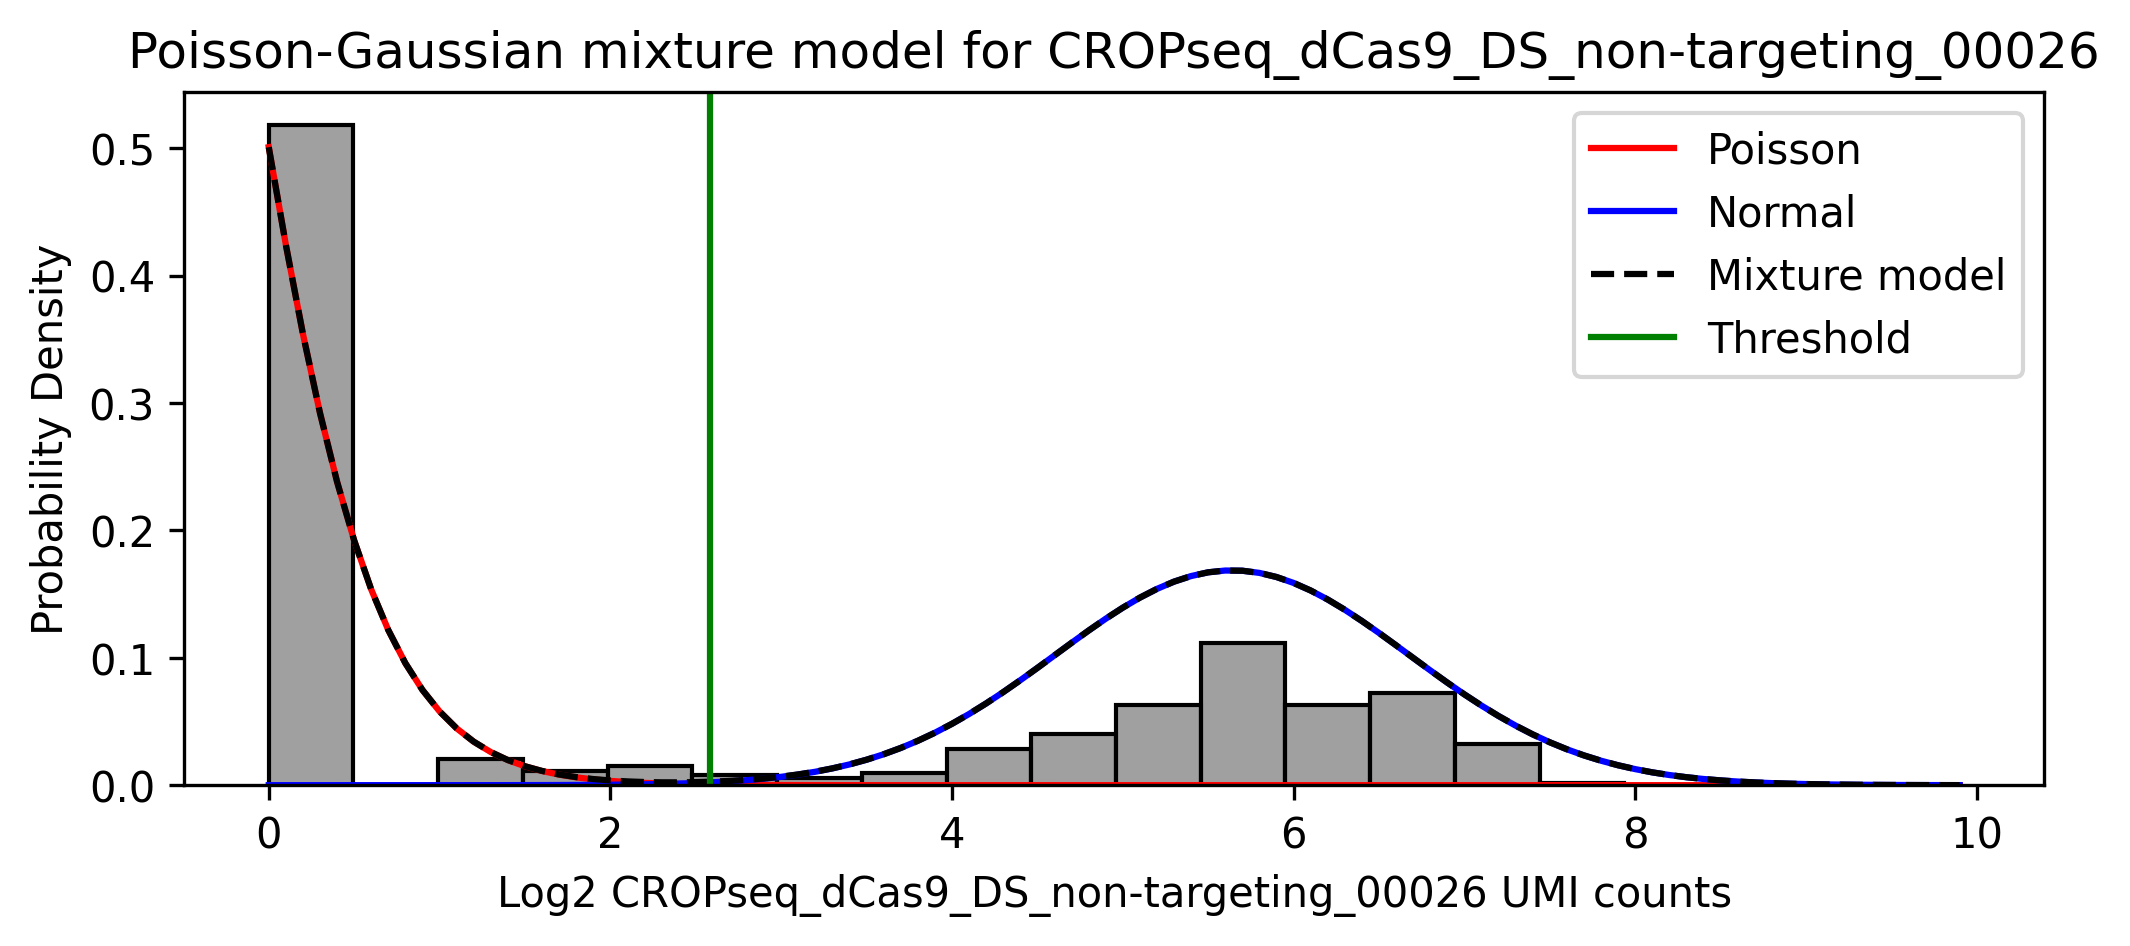 Poisson-Gaussian mixture model for CROPseq_dCas9_DS_non-targeting_00026
Probability Density
0.5
0.4
0.3
0.2
0.1
0.0
Poisson
Normal
Mixture model
Threshold
0 2 4 6 8 10
Log2 CROPseq_dCas9_DS_non-targeting_00026 UMI counts